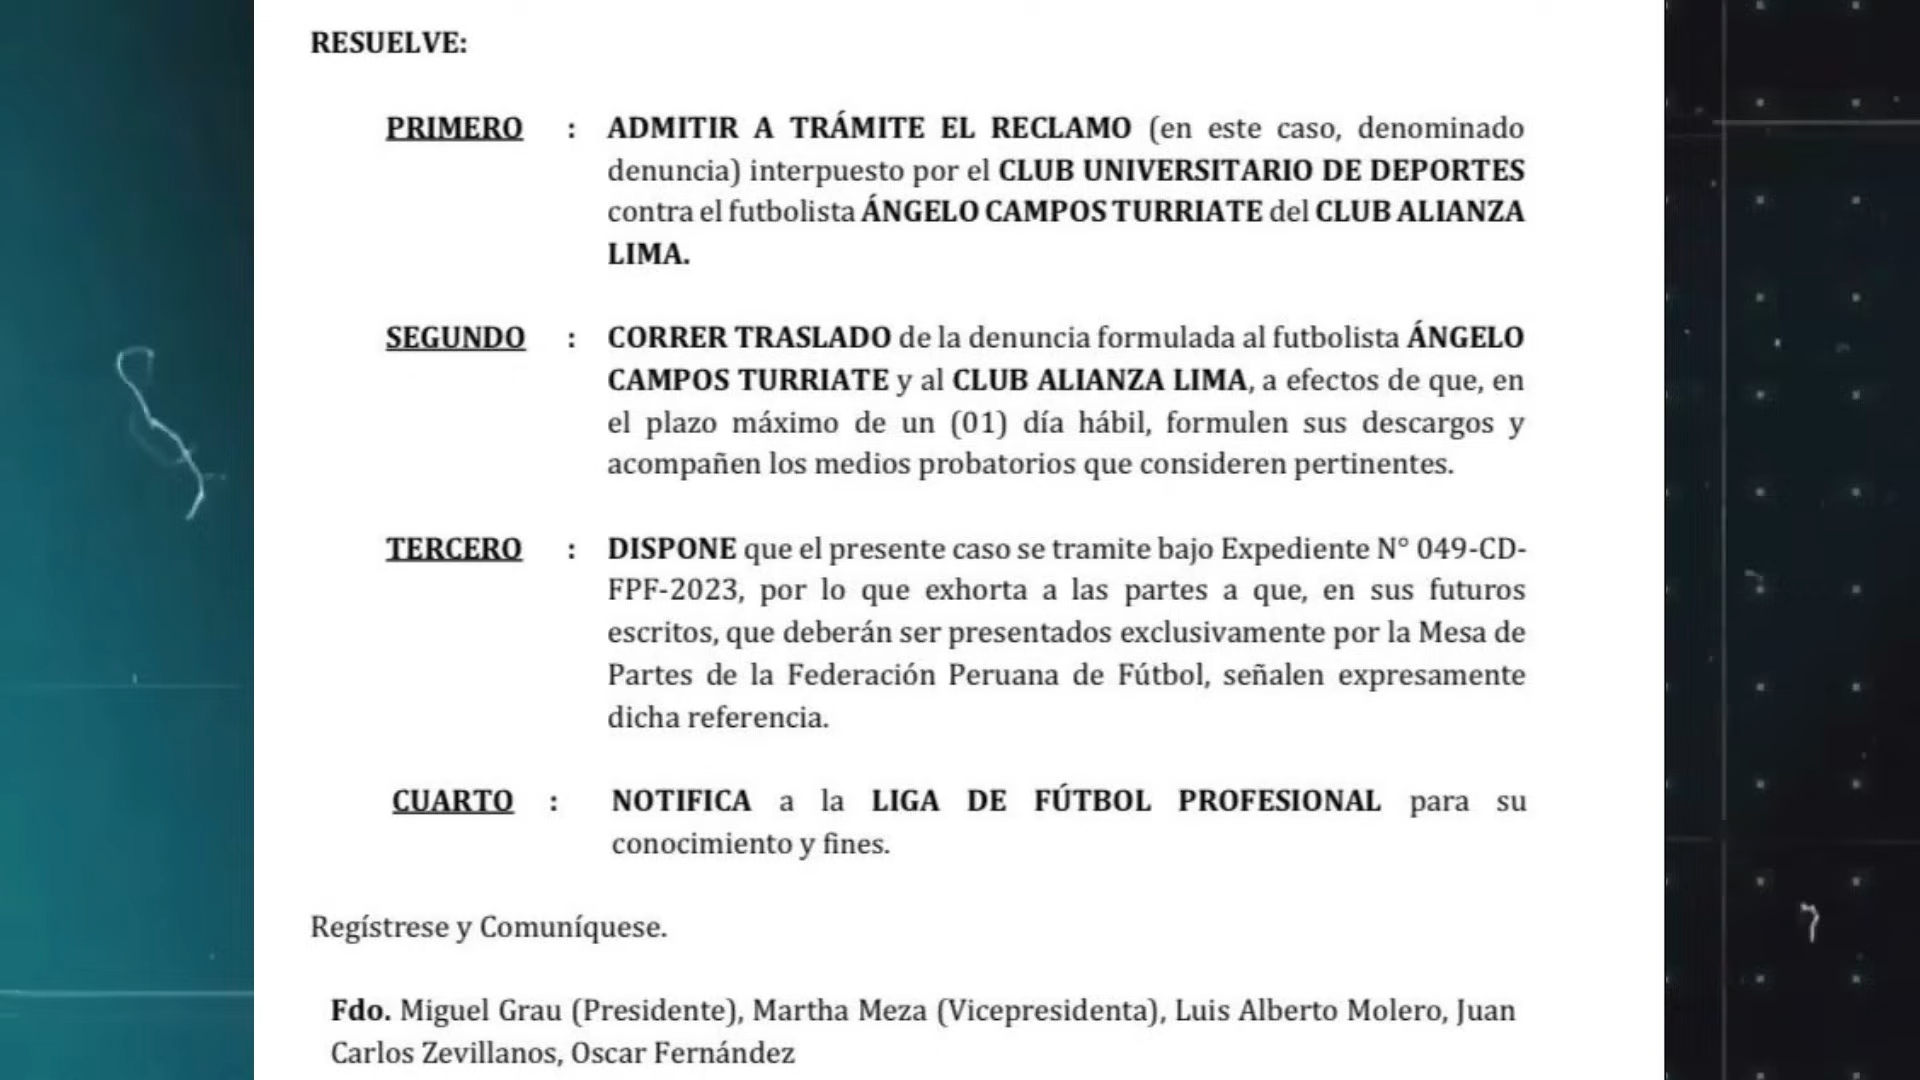 RESUELVE:
PRIMERO : ADMITIR A TRÁMITE EL RECLAMO (en este caso, denominado
denuncia) interpuesto por el CLUB UNIVERSITARIO DE DEPORTES
contra el futbolista ÁNGELO CAMPOS TURRIATE del CLUB ALIANZA
LIMA.
SEGUNDO : CORRER TRASLADO de la denuncia formulada al futbolista ÁNGELO
CAMPOS TURRIATE y al CLUB ALIANZA LIMA, a efectos de que, en
el plazo máximo de un (01) día hábil, formulen sus descargos y
acompañen los medios probatorios que consideren pertinentes.
TERCERO : DISPONE que el presente caso se tramite bajo Expediente N° 049-CD-
FPF-2023, por lo que exhorta a las partes a que, en sus futuros
escritos, que deberán ser presentados exclusivamente por la Mesa de
Partes de la Federación Peruana de Fútbol, señalen expresamente
dicha referencia.
CUARTO : NOTIFICA a la LIGA DE FÚTBOL PROFESIONAL para su
conocimiento y fines.
Regístrese y Comuníquese.
Fdo. Miguel Grau (Presidente), Martha Meza (Vicepresidenta), Luis Alberto Molero, Juan
Carlos Zevillanos, Oscar Fernández